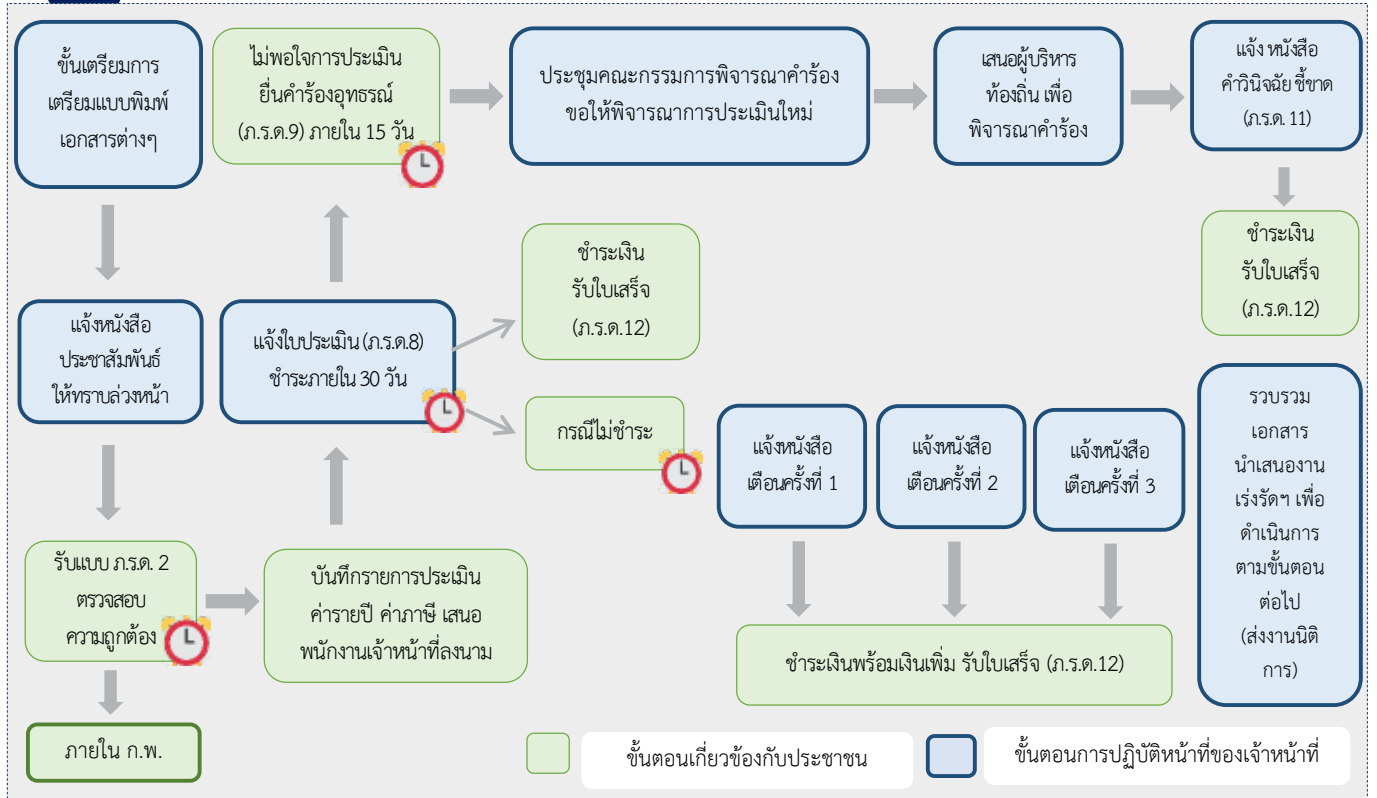 ขั้นเตรียมการ
เตรียมแบบพิมพ์
เอกสารต่างๆ
ไม่พอใจการประเมิน
ยื่นคำร้องอุทธรณ์
(ภ.ร.ด.9) ภายใน 15 วัน
ประชุมคณะกรรมการพิจารณาคำร้อง
ขอให้พิจารณาการประเมินใหม่
เสนอผู้บริหาร
ท้องถิ่น เพื่อ
พิจารณาคำร้อง
แจ้ง หนังสือ
คำวินิจฉัย ชี้ขาด
(ภ.ร.ด. 11)
ชำระเงิน
รับใบเสร็จ
(ภ.ร.ด.12)
แจ้งหนังสือ
ประชาสัมพันธ์
ให้ทราบล่วงหน้า
แจ้งใบประเมิน (ภ.ร.ด.8)
ชำระภายใน 30 วัน
ชำระเงิน
รับใบเสร็จ
(ภ.ร.ด.12)
กรณีไม่ชำระ
แจ้งหนังสือ
เตือนครั้งที่ 1
แจ้งหนังสือ
เตือนครั้งที่ 2
แจ้งหนังสือ
เตือนครั้งที่ 3
รวบรวม
เอกสาร
นำเสนองาน
เร่งรัดฯ เพื่อ
ดำเนินการ
ตามขั้นตอน
ต่อไป
(ส่งงานนิติ
การ)
รับแบบ ภ.ร.ด. 2
ตรวจสอบ
ความถูกต้อง
บันทึกรายการประเมิน
ค่ารายปี ค่าภาษี เสนอ
พนักงานเจ้าหน้าที่ลงนาม
ชำระเงินพร้อมเงินเพิ่ม รับใบเสร็จ (ภ.ร.ด.12)
ภายใน ก.พ.
ขั้นตอนเกี่ยวข้องกับประชาชน
ขั้นตอนการปฏิบัติหน้าที่ของเจ้าหน้าที่